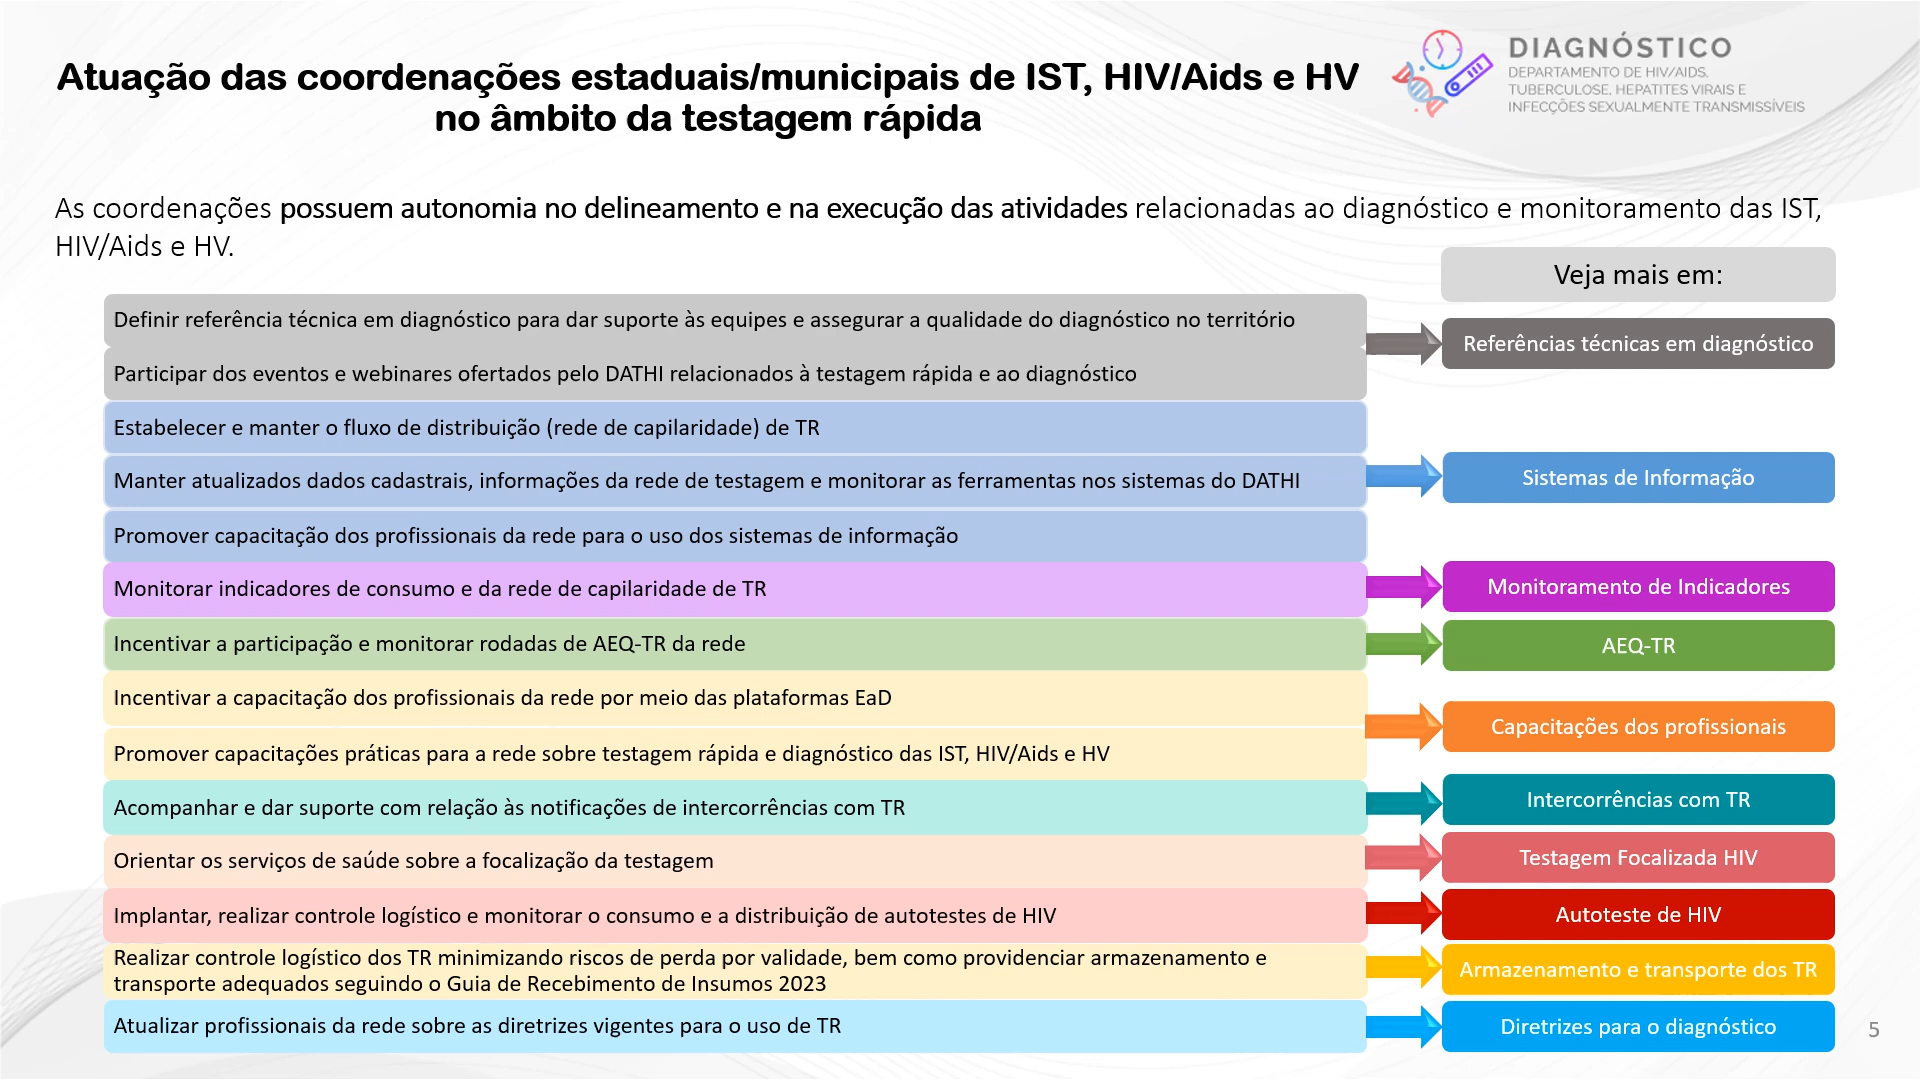 Atuação das coordenações estaduais/municipais de IST, HIV/Aids e HV
no âmbito da testagem rápida
DIAGNÓSTICO
DEPARTAMENTO DE HIV/AIDS,
TUBERCULOSE, HEPATITES VIRAIS E
INFECÇÕES SEXUALMENTE TRANSMISSÍVEIS
As coordenações possuem autonomia no delineamento e na execução das atividades relacionadas ao diagnóstico e monitoramento das IST,
HIV/Aids e HV.
Veja mais em:
Definir referência técnica em diagnóstico para dar suporte às equipes e assegurar a qualidade do diagnóstico no território
Participar dos eventos e webinares ofertados pelo DATHI relacionados à testagem rápida e ao diagnóstico
Referências técnicas em diagnóstico
Estabelecer e manter o fluxo de distribuição (rede de capilaridade) de TR
Manter atualizados dados cadastrais, informações da rede de testagem e monitorar as ferramentas nos sistemas do DATHI
Promover capacitação dos profissionais da rede para o uso dos sistemas de informação
Sistemas de Informação
Monitorar indicadores de consumo e da rede de capilaridade de TR
Monitoramento de Indicadores
Incentivar a participação e monitorar rodadas de AEQ-TR da rede
AEQ-TR
Incentivar a capacitação dos profissionais da rede por meio das plataformas EaD
Promover capacitações práticas para a rede sobre testagem rápida e diagnóstico das IST, HIV/Aids e HV
Capacitações dos profissionais
Acompanhar e dar suporte com relação às notificações de intercorrências com TR
Intercorrências com TR
Orientar os serviços de saúde sobre a focalização da testagem
Testagem Focalizada HIV
Implantar, realizar controle logístico e monitorar o consumo e a distribuição de autotestes de HIV
Autoteste de HIV
Realizar controle logístico dos TR minimizando riscos de perda por validade, bem como providenciar armazenamento e
transporte adequados seguindo o Guia de Recebimento de Insumos 2023
Armazenamento e transporte dos TR
Atualizar profissionais da rede sobre as diretrizes vigentes para o uso de TR
Diretrizes para o diagnóstico
5